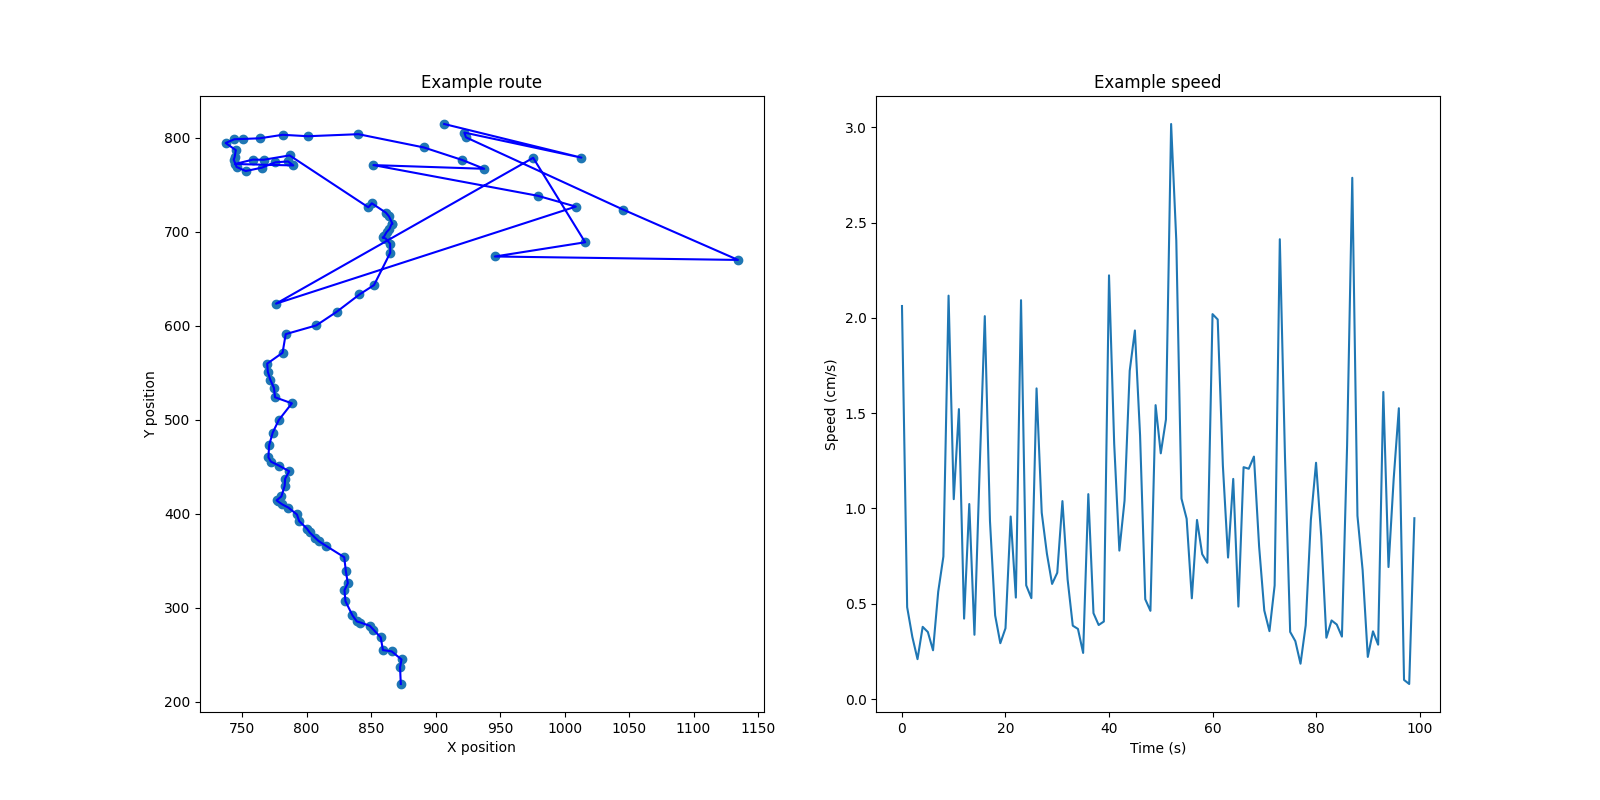 Example route
800
700
600
500
400
300
200
Y position
750 800 850 900 950 1000 1050 1100 1150
X position
Example speed
3.0
2.5
2.0
1.5
1.0
0.5
0.0
Speed (cm/s)
0 20 40 60 80 100
Time (s)